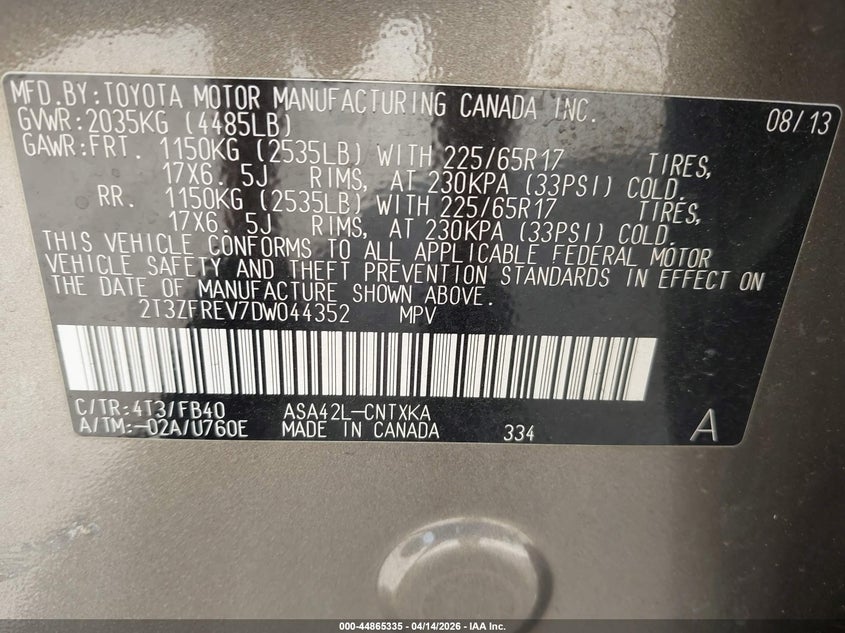 MFD.BY:TOYOTA MOTOR MANUFACTURING CANADA INC. 08/13
GVWR:2035KG (4485LB)
GAWR:FRT. 1150KG (2535LB) WITH 225/65R17 TIRES,
17X6. 5J RIMS, AT 230KPA (33PSI) COLD.
RR. 1150KG (2535LB) WITH 225/65R17 TIRES,
17X6. 5J RIMS, AT 230KPA (33PSI) COLD.
THIS VEHICLE CONFORMS TO ALL APPLICABLE FEDERAL MOTOR
VEHICLE SAFETY AND THEFT PREVENTION STANDARDS IN EFFECT ON
THE DATE OF MANUFACTURE SHOWN ABOVE.
2T3ZFREV7DW044352 MPV
C/TR:4T3/FB40 ASA42L-CNTXKA
A/TM:-02A/U760E MADE IN CANADA 334 A
000-44865335 - 04/14/2026 - IAA Inc.